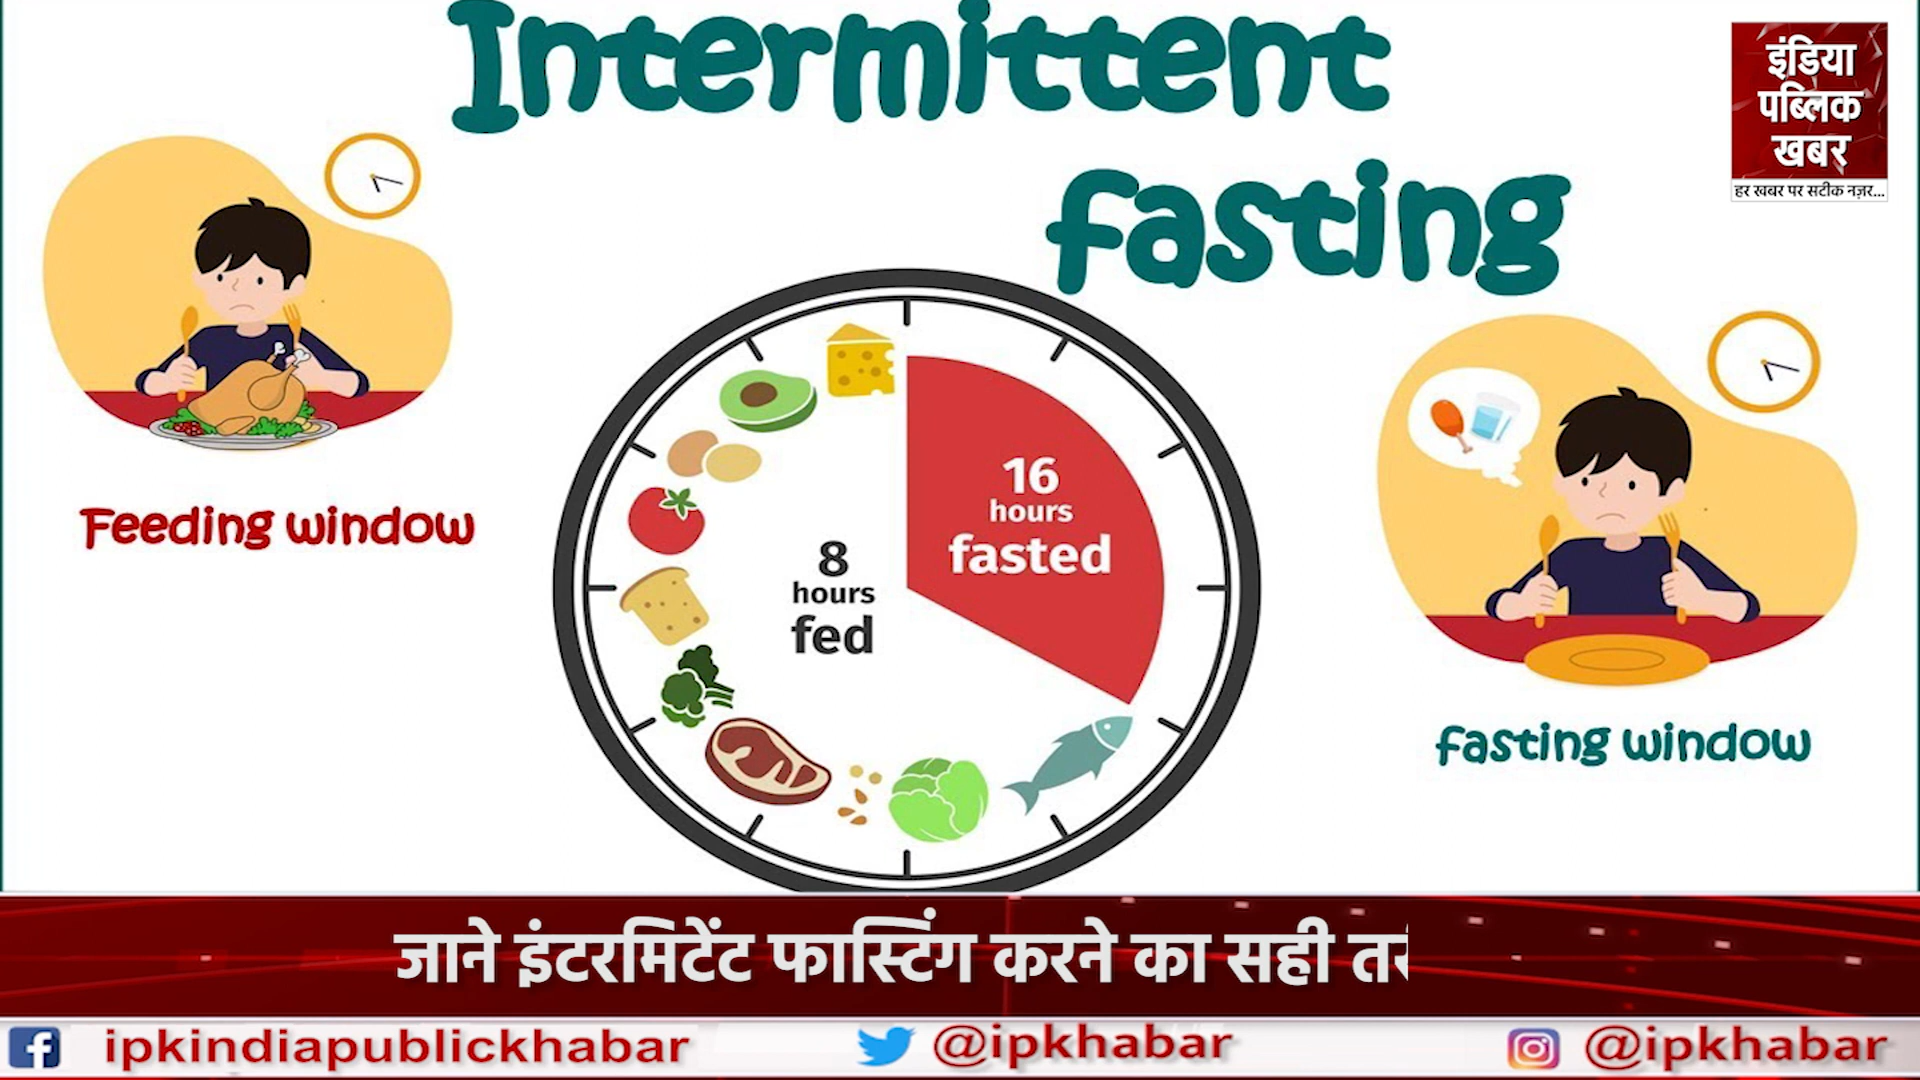 Intermittent
fasting
इंडिया
पब्लिक
खबर
हर खबर पर सटीक नज़र...
Feeding window
16
hours
fasted
8
hours
fed
fasting window
जाने इंटरमिटेंट फास्टिंग करने का सही
ipkindiapublickhabar
@ipkhabar
@ipkhabar